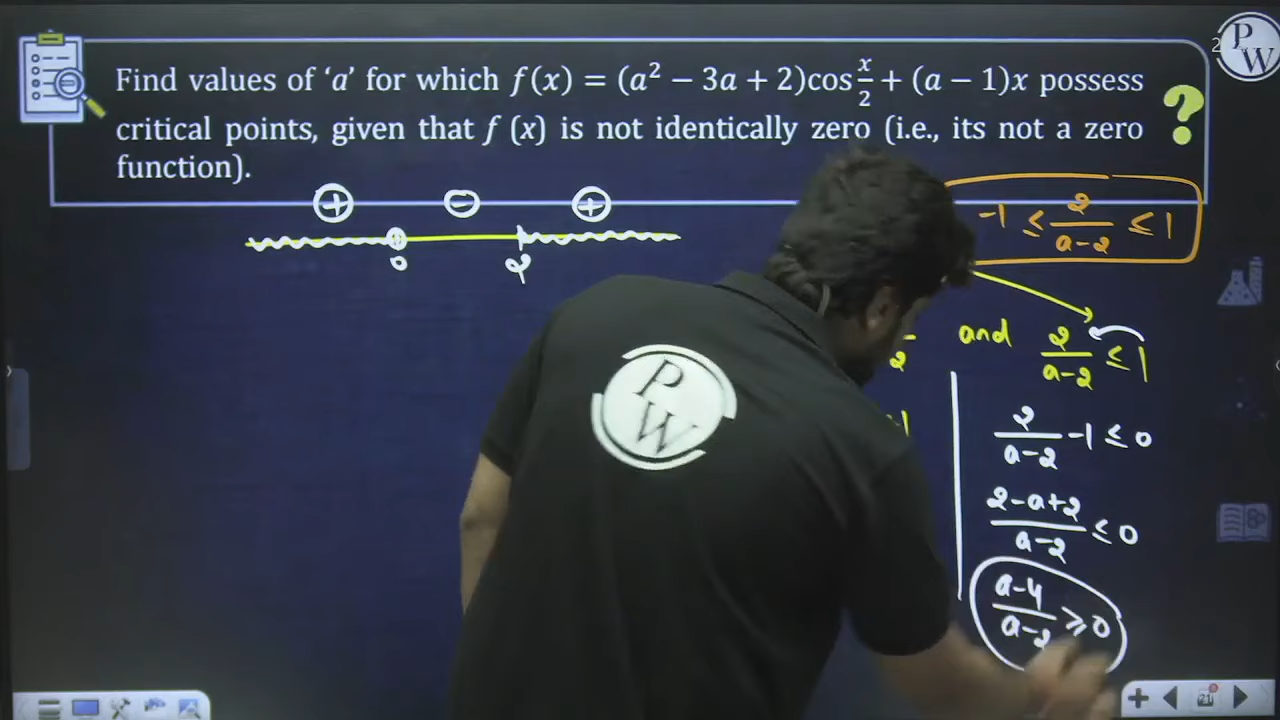 Find values of ‘a’ for which f(x) = (a² − 3a + 2)cos x/2 + (a − 1)x possess
critical points, given that f (x) is not identically zero (i.e., its not a zero
function).
?
P
W
+ - +
0 2
-1 ≤ 2/(a-2) ≤ 1
2 and 2/(a-2) ≤ 1
2/(a-2) -1 ≤ 0
(2-a+2)/(a-2) ≤ 0
(a-4)/(a-2) ≥ 0
P
W
21